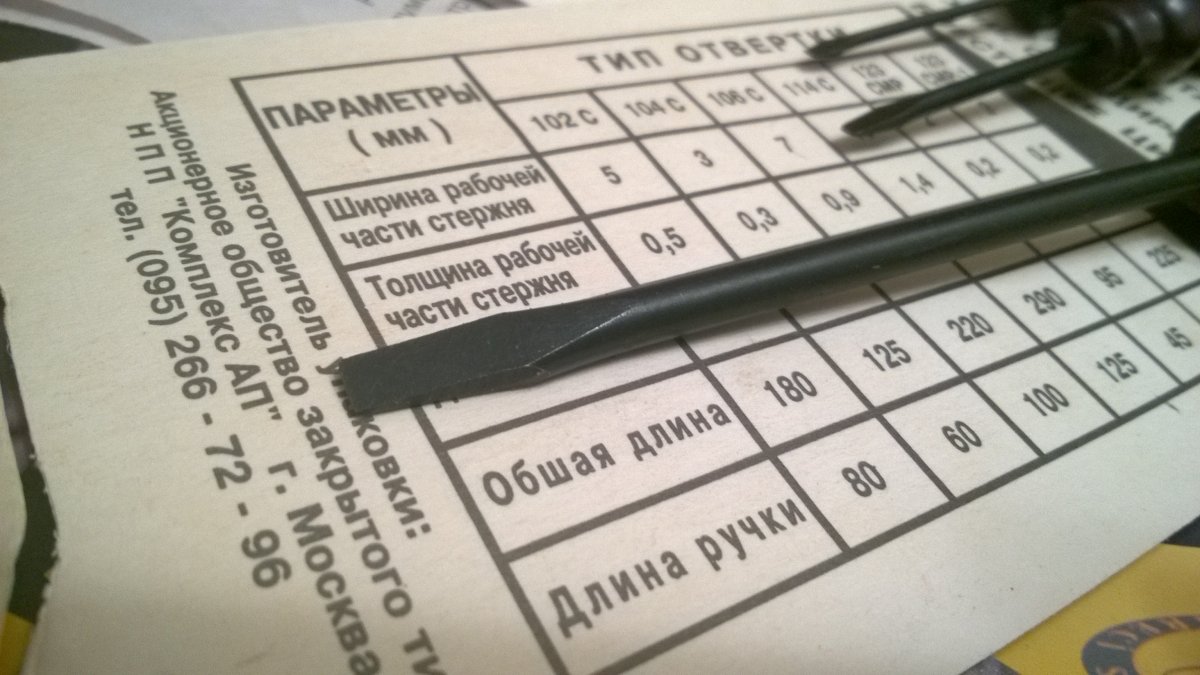 ТИП ОТВЕРТКИ
ПАРАМЕТРЫ
( мм )
102 С 104 С 106 С 114 С 123 СМР
Ширина рабочей
части стержня
5 3 7
Толщина рабочей
части стержня
0,5 0,3 0,9 1,4 0,2 0,2
Обшая длина
180 125 220 290 95 225
Длина ручки
80 60 100 125 45
Изготовитель упаковки:
Акционерное общество закрытого
Н П П "Комплекс АП" г. Москва
тел. (095) 266 - 72 - 96